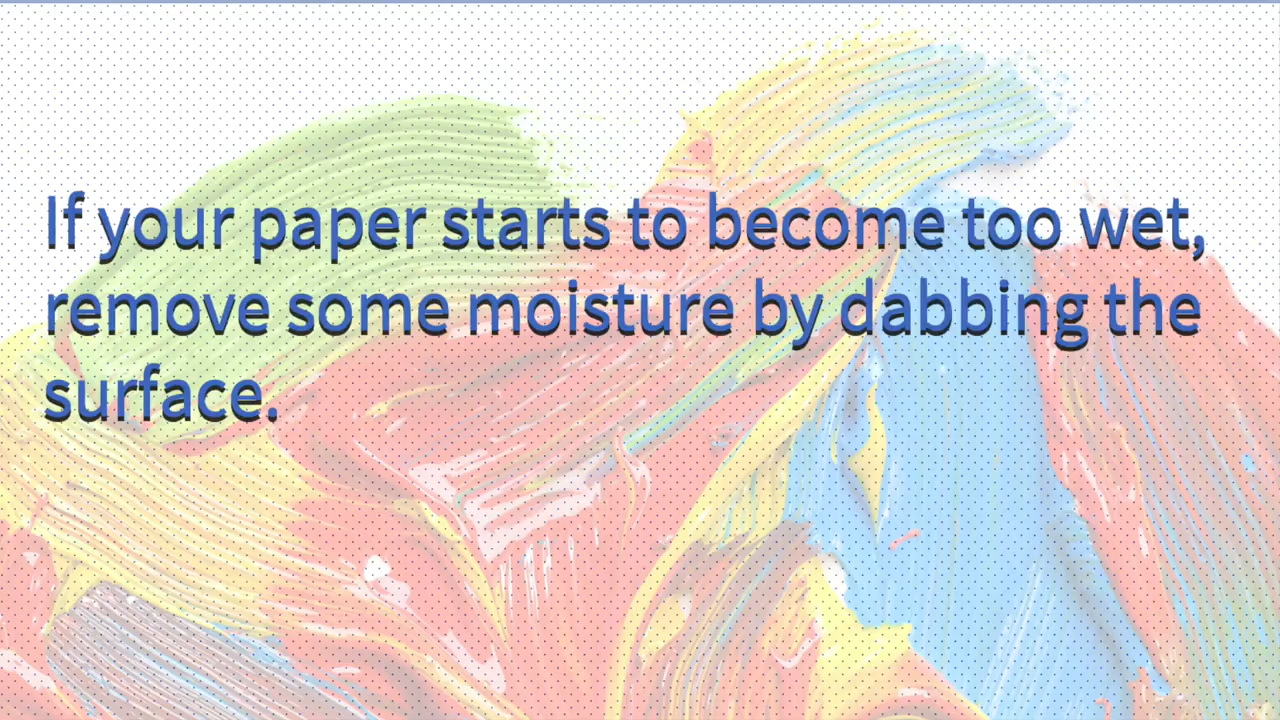 If your paper starts to become too wet,
remove some moisture by dabbing the
surface.